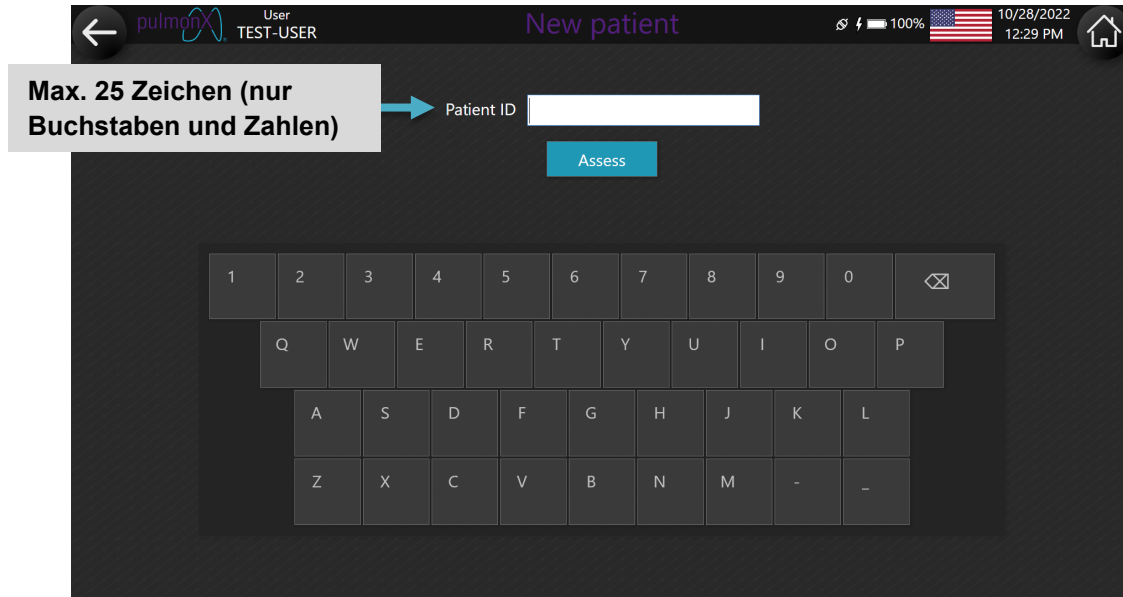 pulmonX
User
TEST-USER
New patient
100%
10/28/2022
12:29 PM
Max. 25 Zeichen (nur
Buchstaben und Zahlen)
Patient ID
Assess
1 2 3 4 5 6 7 8 9 0
Q W E R T Y U I O P
A S D F G H J K L
Z X C V B N M - _